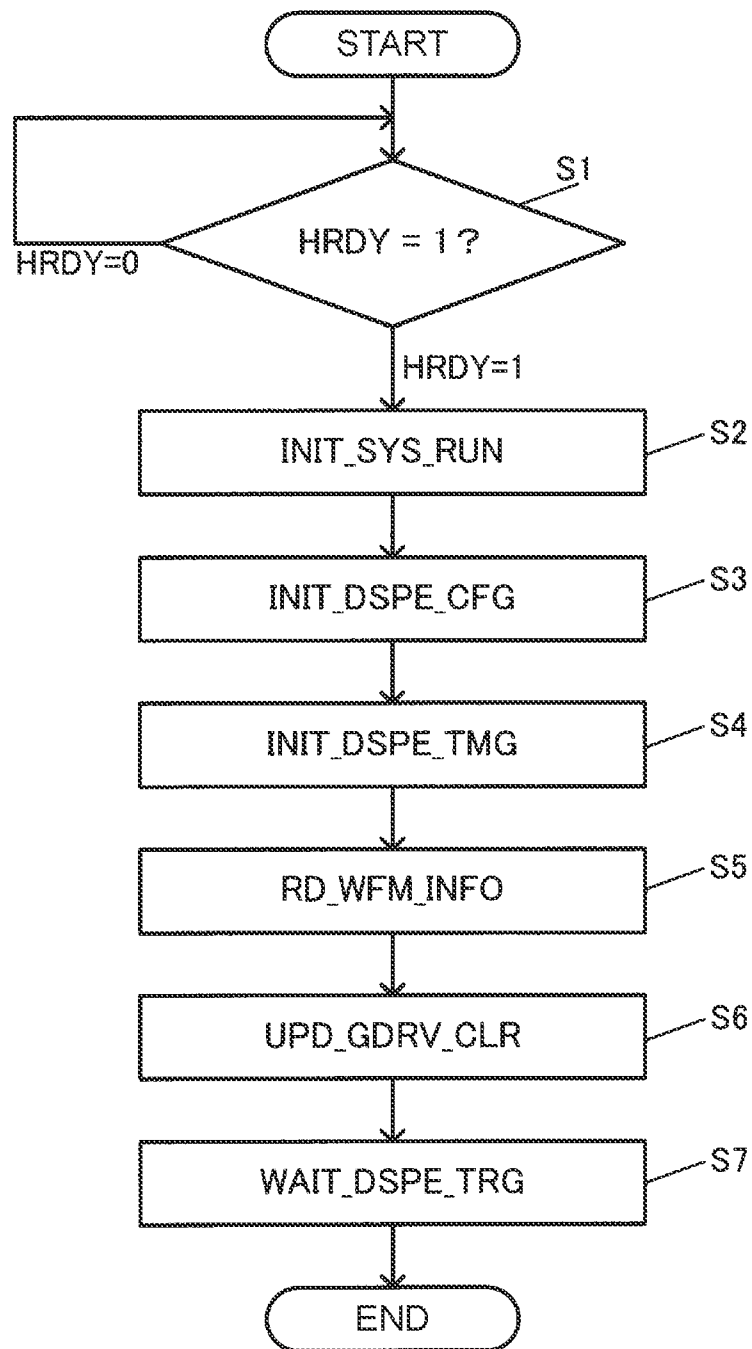 START
S1
HRDY = 1?
HRDY=0
HRDY=1
INIT_SYS_RUN
S2
INIT_DSPE_CFG
S3
INIT_DSPE_TMG
S4
RD_WFM_INFO
S5
UPD_GDRV_CLR
S6
WAIT_DSPE_TRG
S7
END